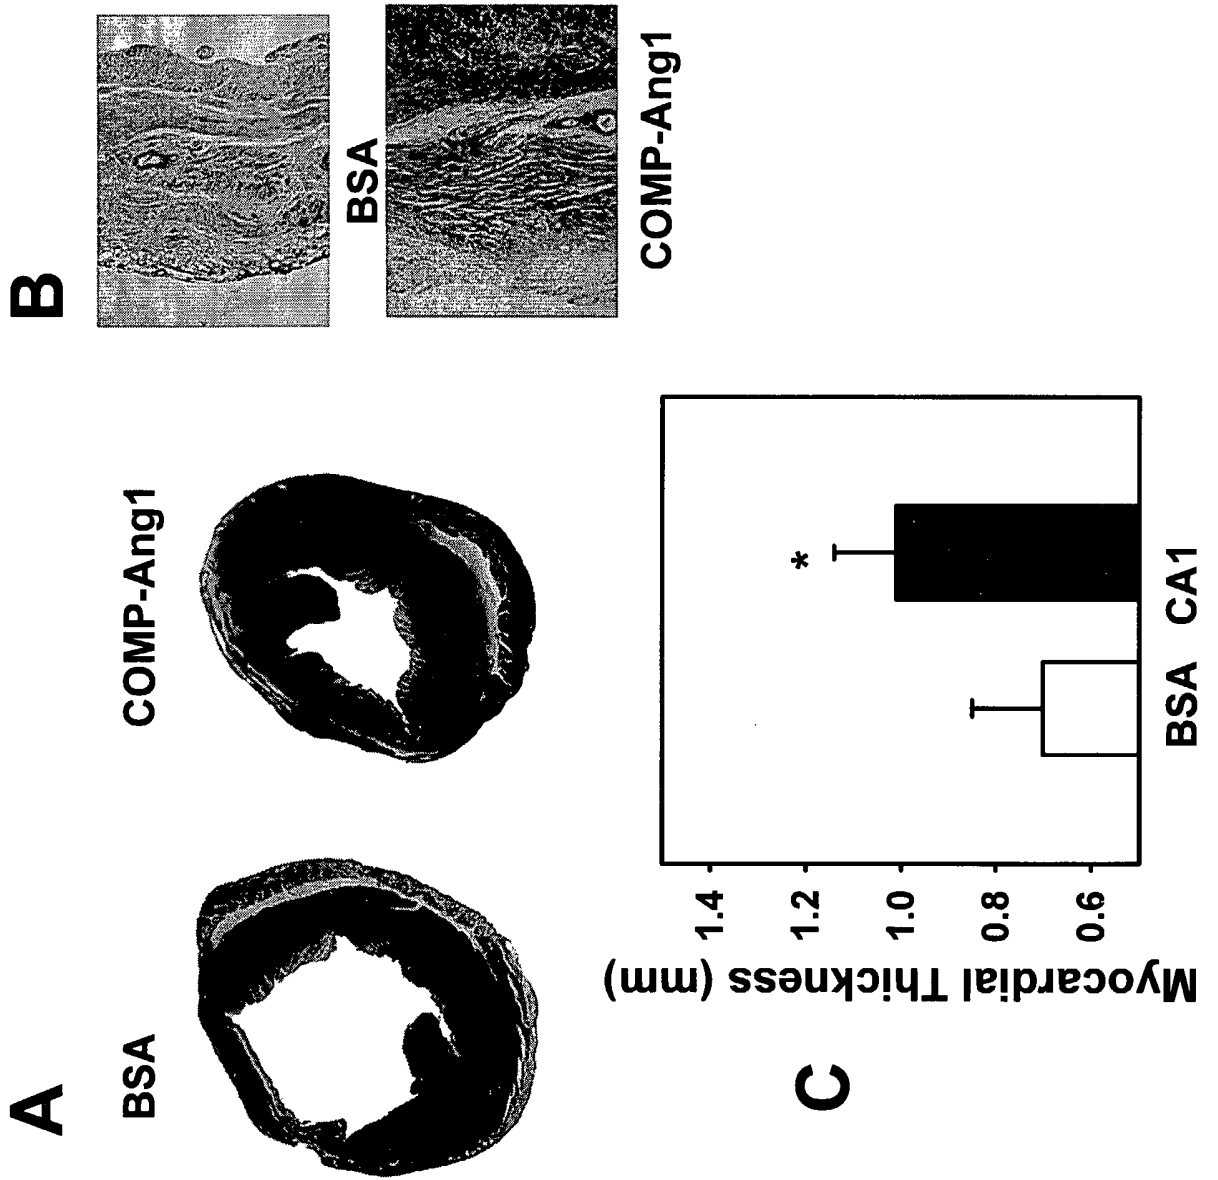 A
BSA
COMP-Ang1
B
BSA
COMP-Ang1
C
Myocardial Thickness (mm)
1.4
1.2
1.0
0.8
0.6
*
BSA CA1